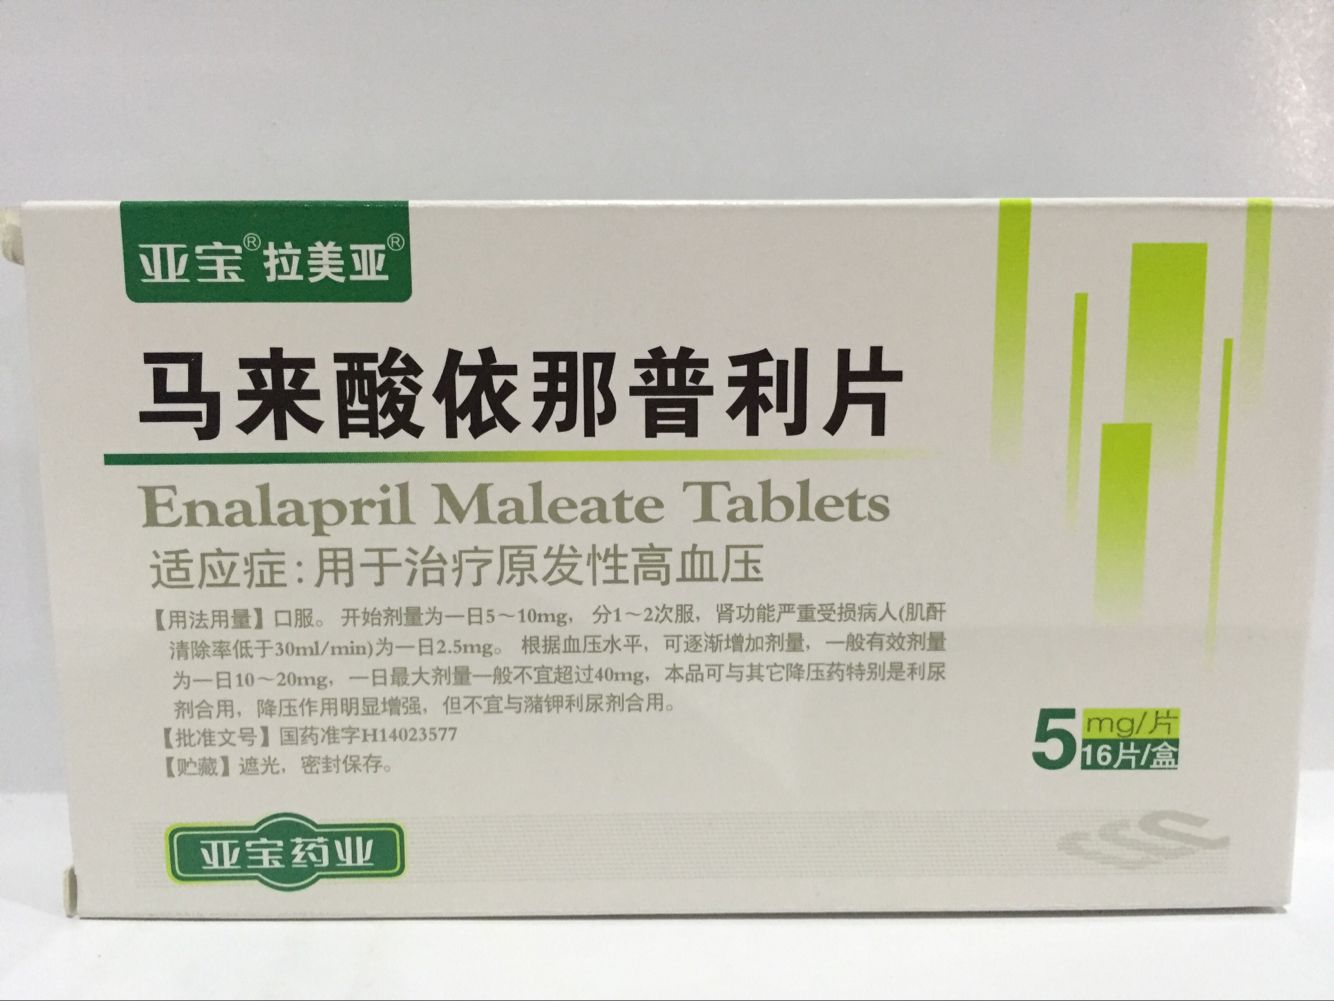 亚宝®拉美亚®
马来酸依那普利片
Enalapril Maleate Tablets
适应症:用于治疗原发性高血压
【用法用量】口服。开始剂量为一日5～10mg，分1～2次服，肾功能严重受损病人(肌酐
清除率低于30ml/min)为一日2.5mg。根据血压水平，可逐渐增加剂量，一般有效剂量
为一日10～20mg，一日最大剂量一般不宜超过40mg，本品可与其它降压药特别是利尿
剂合用，降压作用明显增强，但不宜与潴钾利尿剂合用。
【批准文号】国药准字H14023577
【贮藏】遮光，密封保存。
5mg/片
16片/盒
亚宝药业